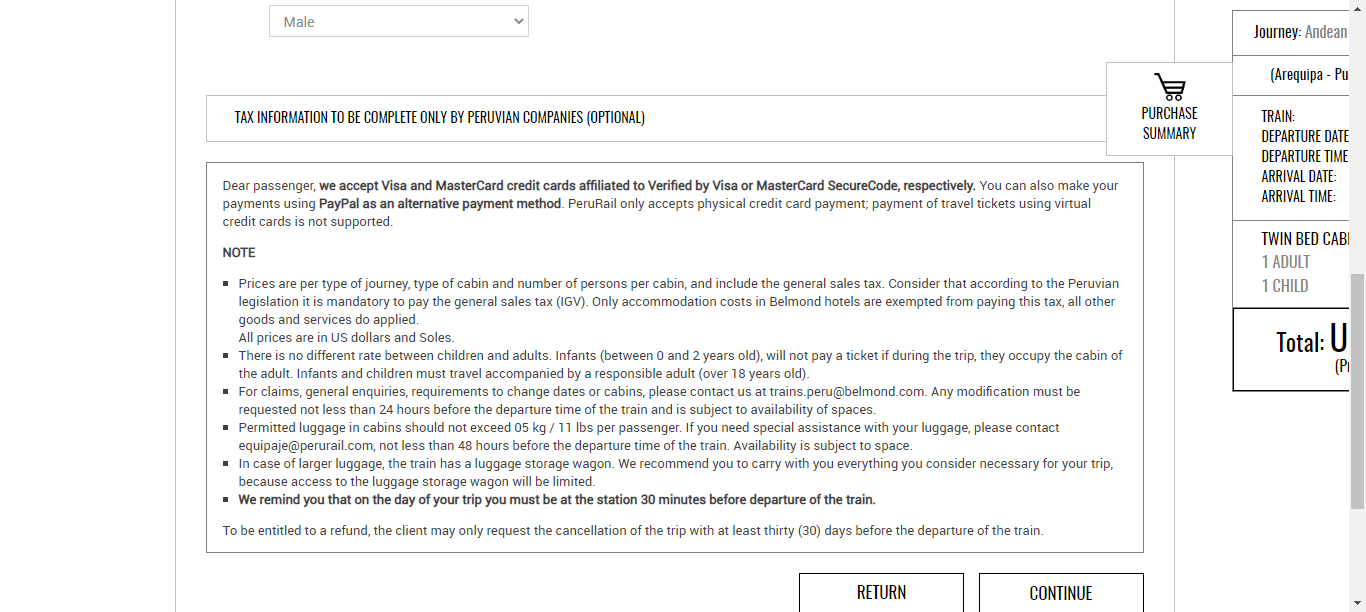 Male
TAX INFORMATION TO BE COMPLETE ONLY BY PERUVIAN COMPANIES (OPTIONAL)
Dear passenger, we accept Visa and MasterCard credit cards affiliated to Verified by Visa or MasterCard SecureCode, respectively. You can also make your
payments using PayPal as an alternative payment method. PeruRail only accepts physical credit card payment; payment of travel tickets using virtual
credit cards is not supported.
NOTE
Prices are per type of journey, type of cabin and number of persons per cabin, and include the general sales tax. Consider that according to the Peruvian
legislation it is mandatory to pay the general sales tax (IGV). Only accommodation costs in Belmond hotels are exempted from paying this tax, all other
goods and services do applied.
All prices are in US dollars and Soles.
There is no different rate between children and adults. Infants (between 0 and 2 years old), will not pay a ticket if during the trip, they occupy the cabin of
the adult. Infants and children must travel accompanied by a responsible adult (over 18 years old).
For claims, general enquiries, requirements to change dates or cabins, please contact us at trains.peru@belmond.com. Any modification must be
requested not less than 24 hours before the departure time of the train and is subject to availability of spaces.
Permitted luggage in cabins should not exceed 05 kg / 11 lbs per passenger. If you need special assistance with your luggage, please contact
equipaje@perurail.com, not less than 48 hours before the departure time of the train. Availability is subject to space.
In case of larger luggage, the train has a luggage storage wagon. We recommend you to carry with you everything you consider necessary for your trip,
because access to the luggage storage wagon will be limited.
We remind you that on the day of your trip you must be at the station 30 minutes before departure of the train.
To be entitled to a refund, the client may only request the cancellation of the trip with at least thirty (30) days before the departure of the train.
RETURN
CONTINUE
PURCHASE
SUMMARY
Journey: Andean
(Arequipa - Pu
TRAIN:
DEPARTURE DATE
DEPARTURE TIME
ARRIVAL DATE:
ARRIVAL TIME:
TWIN BED CABI
1 ADULT
1 CHILD
Total: U
(Pr